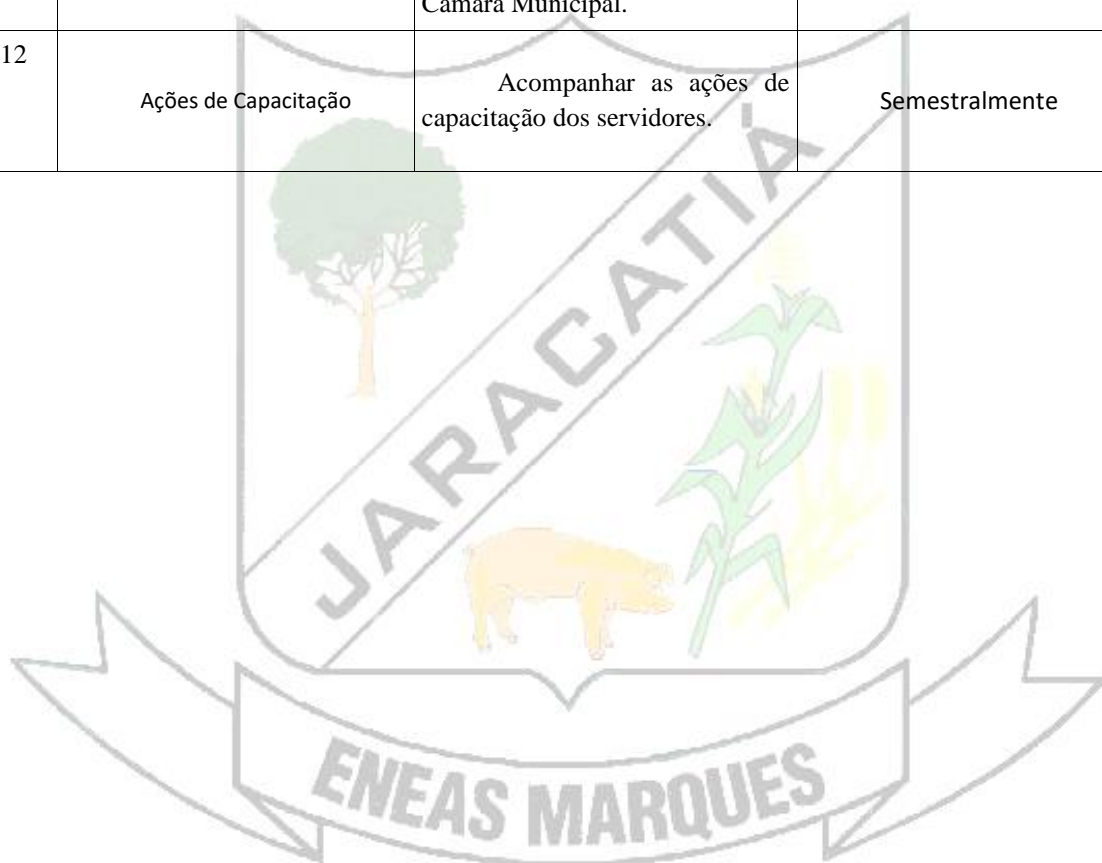 Câmara Municipal.
12
Ações de Capacitação
Acompanhar as ações de
capacitação dos servidores.
Semestralmente
JARACATIÁ
ENEAS MARQUES